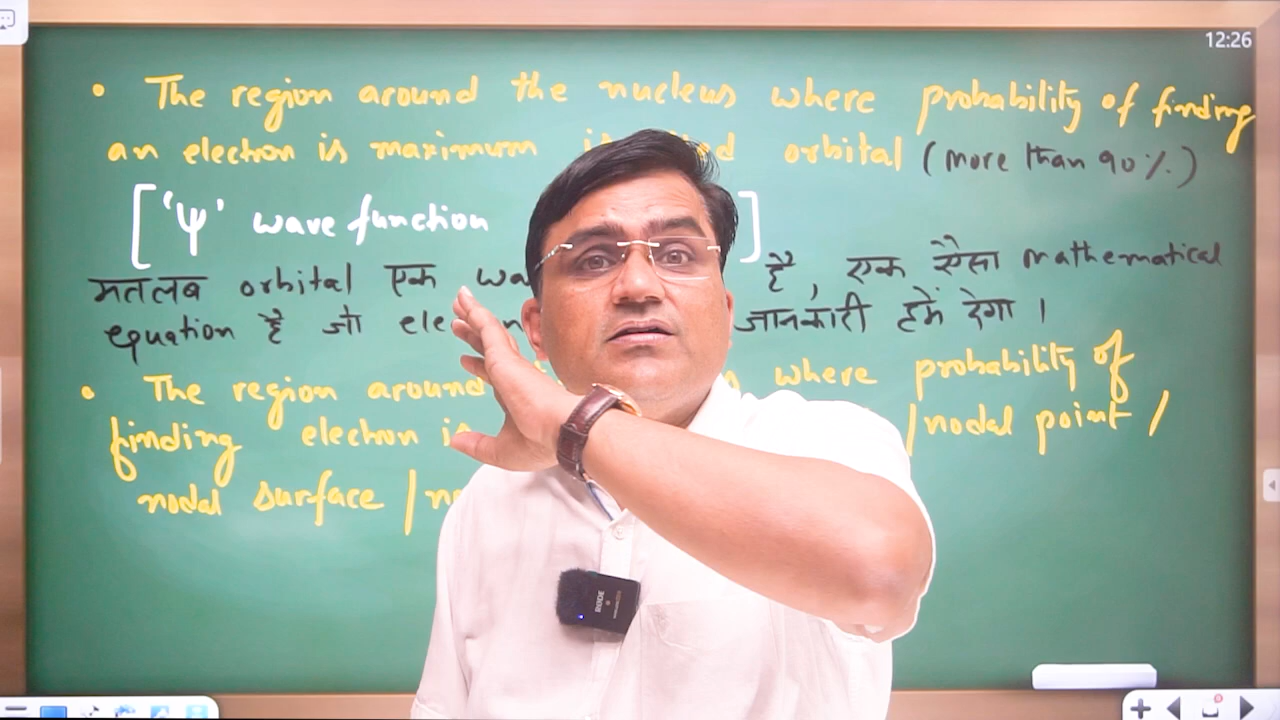 12:26
• The region around the nucleus where probability of finding
an electron is maximum orbital (more than 90%.)
['ψ' wave function ]
मतलब orbital एक है, एक ऐसा mathematical
equation है जो जानकारी हमें देगा ।
• The region around where probability of
finding electron is /nodal point /
nodal surface /
RODE